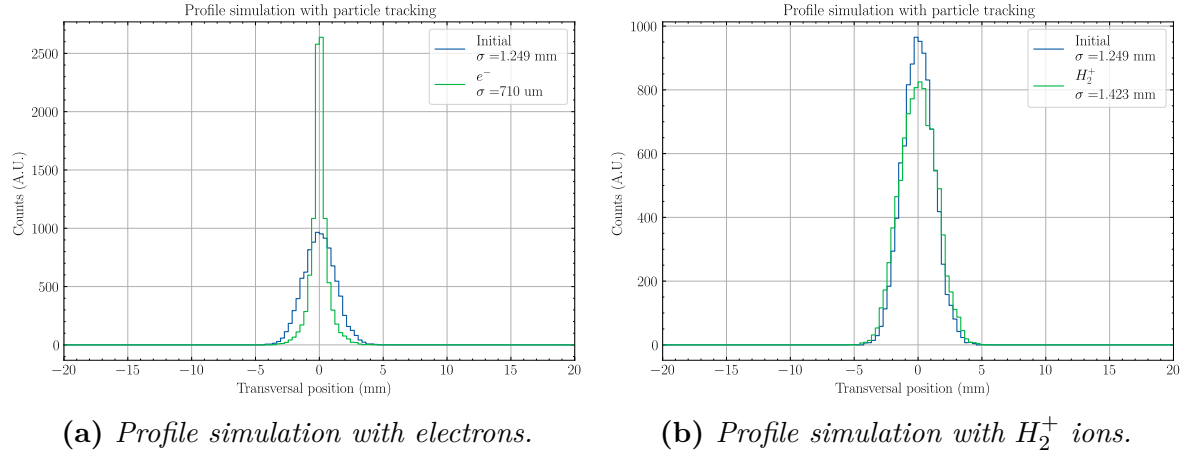 Profile simulation with particle tracking
Initial
σ =1.249 mm
e⁻
σ =710 um
Counts (A.U.)
2500
2000
1500
1000
500
0
−20 −15 −10 −5 0 5 10 15 20
Transversal position (mm)
(a) Profile simulation with electrons.
Profile simulation with particle tracking
Initial
σ =1.249 mm
H₂⁺
σ =1.423 mm
Counts (A.U.)
1000
800
600
400
200
0
−20 −15 −10 −5 0 5 10 15 20
Transversal position (mm)
(b) Profile simulation with H₂⁺ ions.